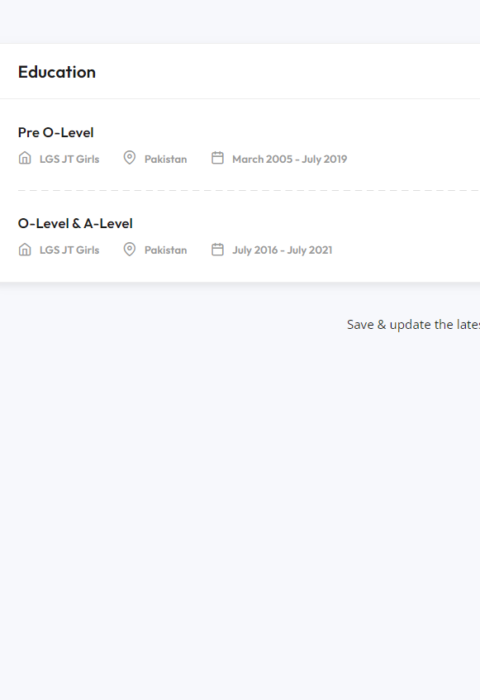 Education
Pre O-Level
LGS JT Girls Pakistan March 2005 - July 2019
O-Level & A-Level
LGS JT Girls Pakistan July 2016 - July 2021
Save & update the